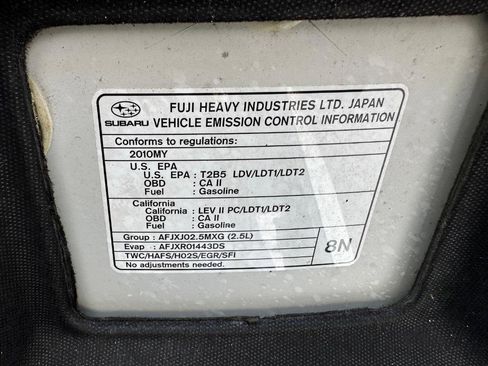 FUJI HEAVY INDUSTRIES LTD. JAPAN
SUBARU VEHICLE EMISSION CONTROL INFORMATION
Conforms to regulations:
2010MY
U.S. EPA
U.S. EPA : T2B5 LDV/LDT1/LDT2
OBD : CA II
Fuel : Gasoline
California
California : LEV II PC/LDT1/LDT2
OBD : CA II
Fuel : Gasoline
Group : AFJXJ02.5MXG (2.5L)
Evap : AFJXR01443DS
TWC/HAFS/HO2S/EGR/SFI
No adjustments needed.
8N